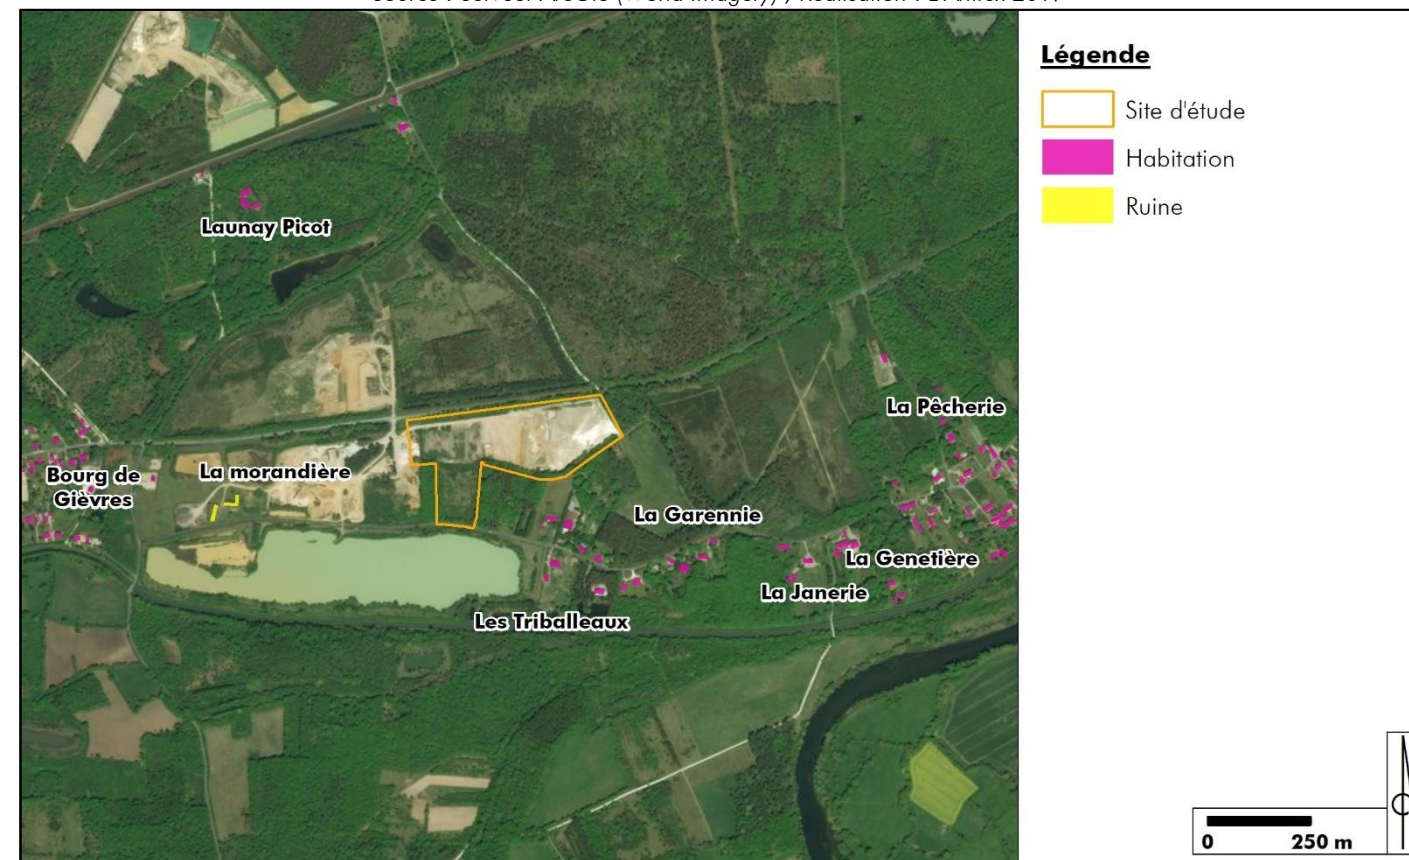 Légende
Site d'étude
Habitation
Ruine
Launay Picot
La Pêcherie
La morandière
Bourg de
Gièvres
La Garennie
La Genetière
La Janerie
Les Triballeaux
0 250 m